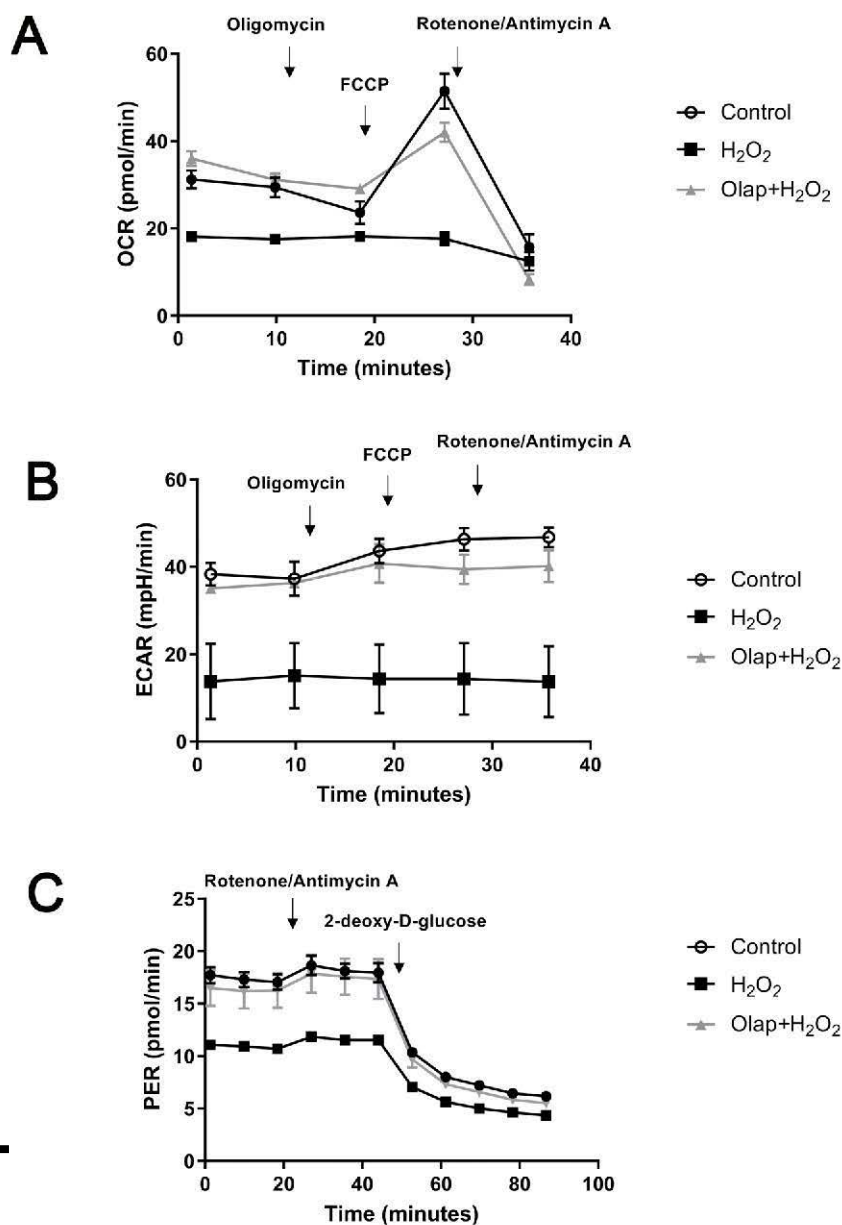 A
Oligomycin
FCCP
Rotenone/Antimycin A
60
40
20
0
OCR (pmol/min)
0 10 20 30 40
Time (minutes)
Control
H₂O₂
Olap+H₂O₂
B
Oligomycin
FCCP
Rotenone/Antimycin A
60
40
20
0
ECAR (mpH/min)
0 10 20 30 40
Time (minutes)
Control
H₂O₂
Olap+H₂O₂
C
Rotenone/Antimycin A
2-deoxy-D-glucose
25
20
15
10
5
0
PER (pmol/min)
0 20 40 60 80 100
Time (minutes)
Control
H₂O₂
Olap+H₂O₂